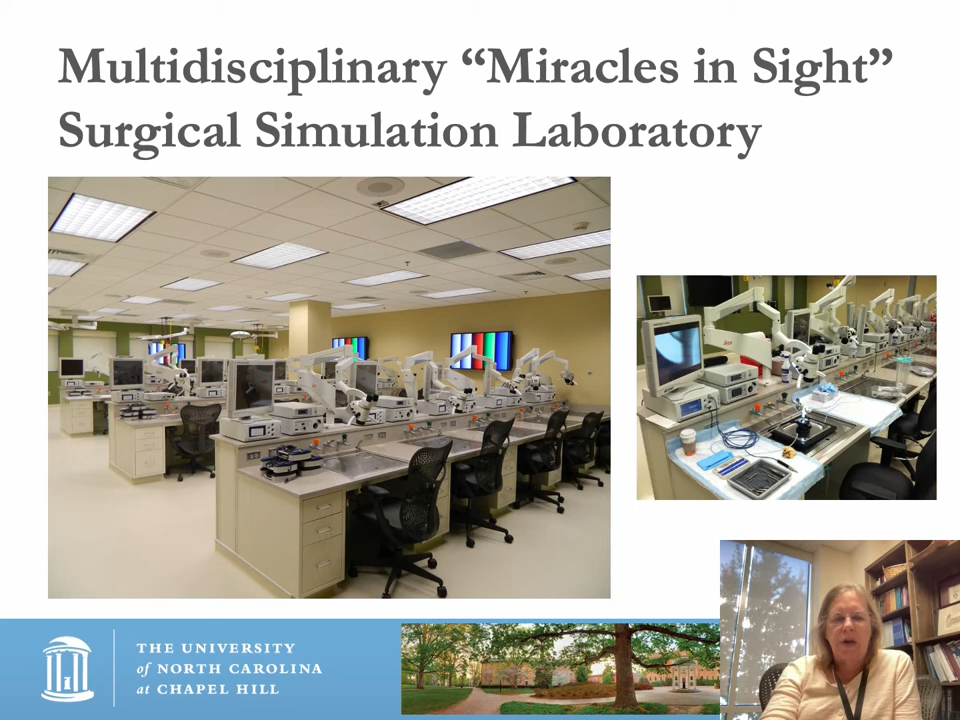 Multidisciplinary “Miracles in Sight”
Surgical Simulation Laboratory
THE UNIVERSITY
of NORTH CAROLINA
at CHAPEL HILL